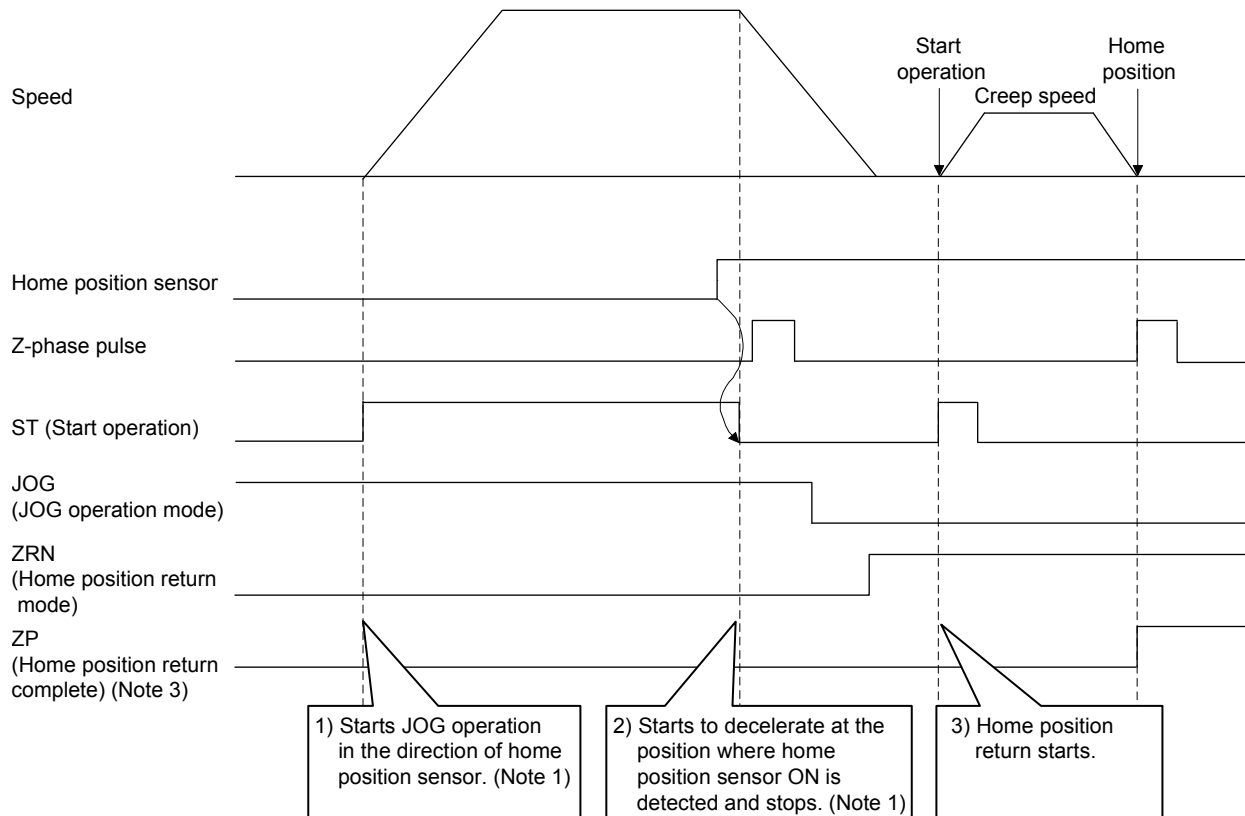 Start
operation
Home
position
Speed
Creep speed
Home position sensor
Z-phase pulse
ST (Start operation)
JOG
(JOG operation mode)
ZRN
(Home position return
mode)
ZP
(Home position return
complete) (Note 3)
1) Starts JOG operation
in the direction of home
position sensor. (Note 1)
2) Starts to decelerate at the
position where home
position sensor ON is
detected and stops. (Note 1)
3) Home position
return starts.